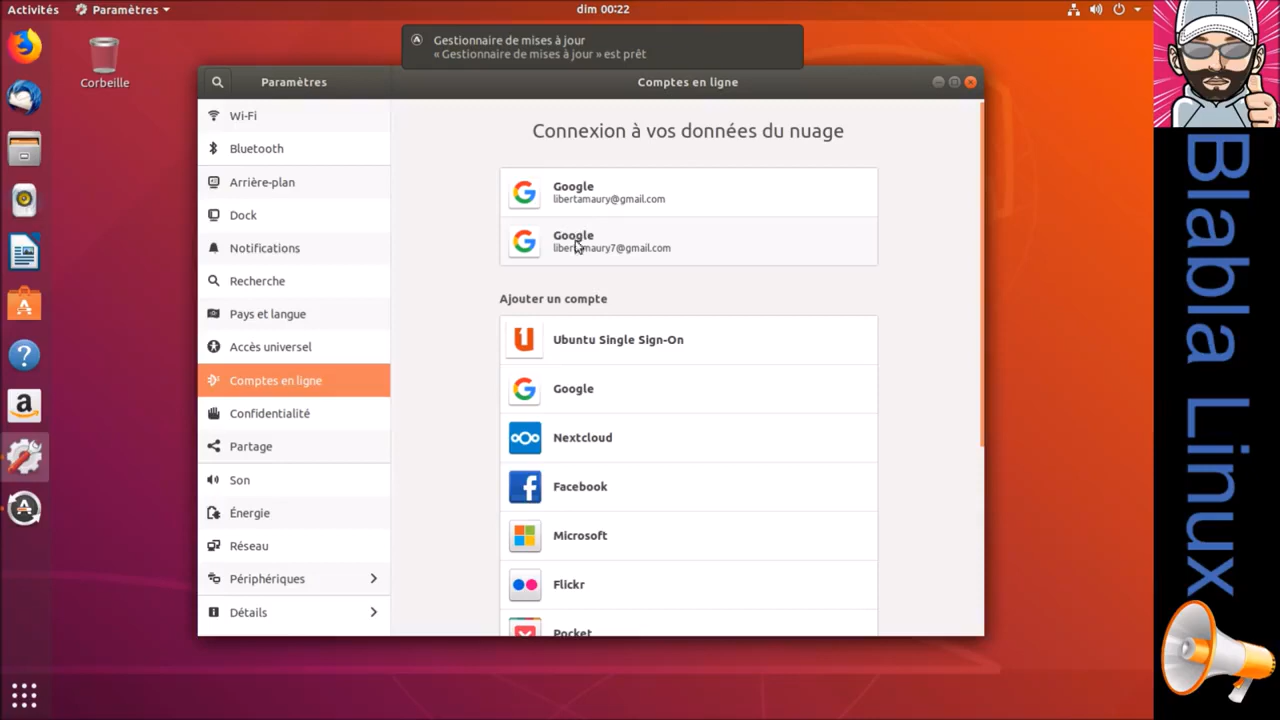 Activités
Paramètres
dim 00:22
Gestionnaire de mises à jour
« Gestionnaire de mises à jour » est prêt
Corbeille
Paramètres
Comptes en ligne
Wi-Fi
Bluetooth
Arrière-plan
Dock
Notifications
Recherche
Pays et langue
Accès universel
Comptes en ligne
Confidentialité
Partage
Son
Énergie
Réseau
Périphériques
Détails
Connexion à vos données du nuage
Google
libertamaury@gmail.com
Google
libertamaury7@gmail.com
Ajouter un compte
Ubuntu Single Sign-On
Google
Nextcloud
Facebook
Microsoft
Flickr
Pocket
Blabla Linux